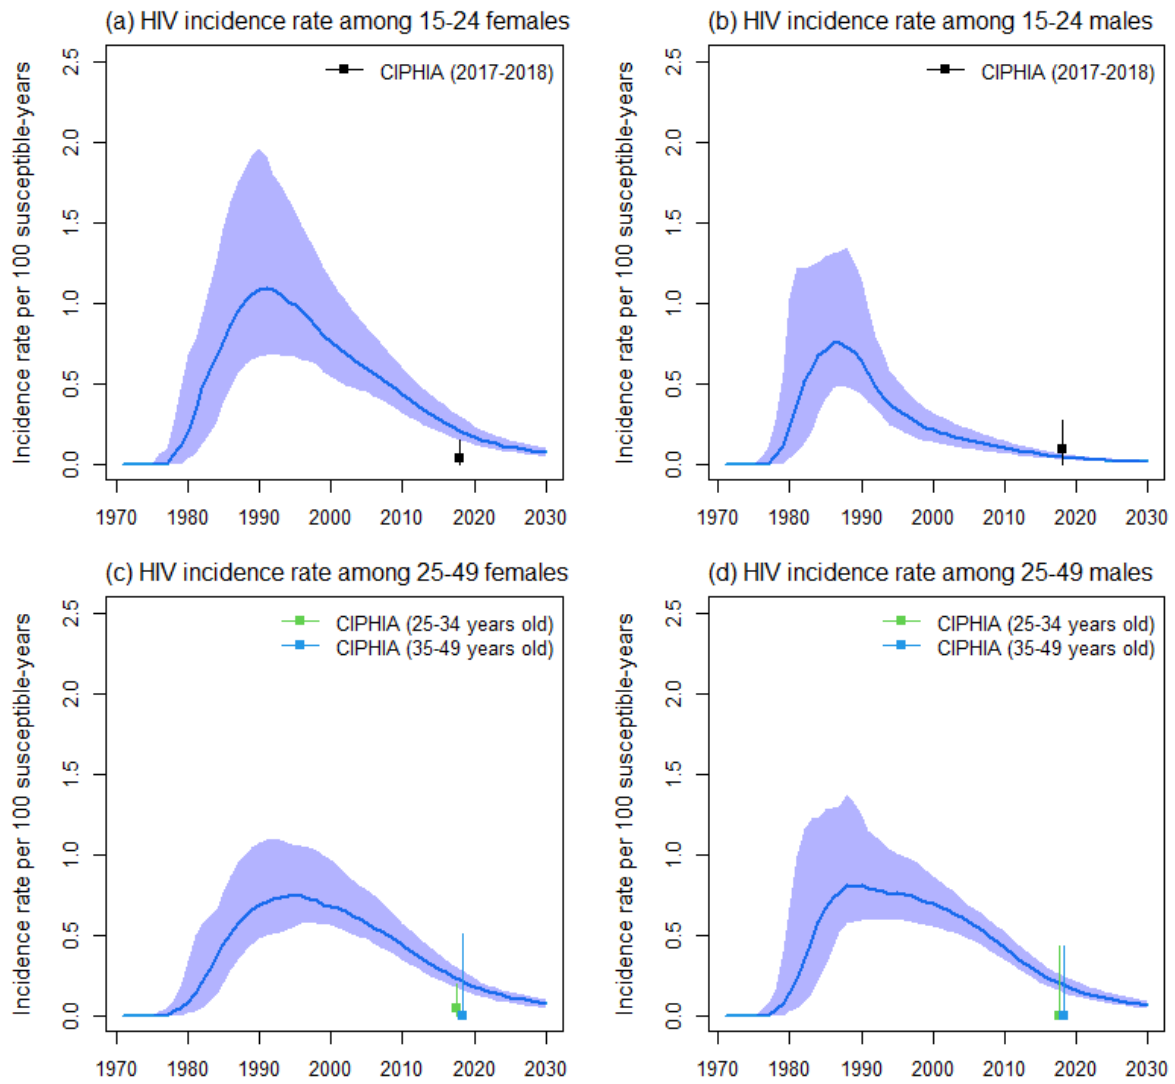 (a) HIV incidence rate among 15-24 females
Incidence rate per 100 susceptible-years
2.5
2.0
1.5
1.0
0.5
0.0
CIPHIA (2017-2018)
1970 1980 1990 2000 2010 2020 2030
(b) HIV incidence rate among 15-24 males
Incidence rate per 100 susceptible-years
2.5
2.0
1.5
1.0
0.5
0.0
CIPHIA (2017-2018)
1970 1980 1990 2000 2010 2020 2030
(c) HIV incidence rate among 25-49 females
Incidence rate per 100 susceptible-years
2.5
2.0
1.5
1.0
0.5
0.0
CIPHIA (25-34 years old)
CIPHIA (35-49 years old)
1970 1980 1990 2000 2010 2020 2030
(d) HIV incidence rate among 25-49 males
Incidence rate per 100 susceptible-years
2.5
2.0
1.5
1.0
0.5
0.0
CIPHIA (25-34 years old)
CIPHIA (35-49 years old)
1970 1980 1990 2000 2010 2020 2030